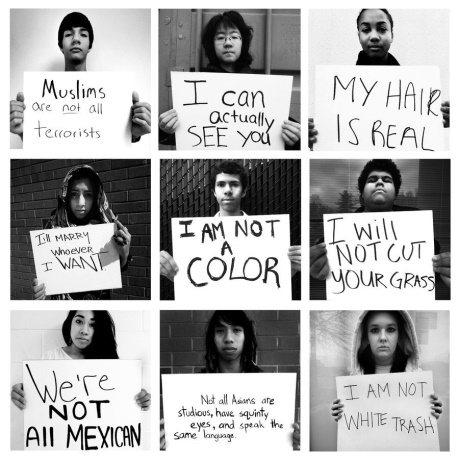 Muslims
are not all
terrorists
I can
actually
SEE YOU
MY HAIR
IS REAL
I'll MARRY
whoever
I WANT
I AM NOT
A
COLOR
I will
NOT CUT
YOUR GRASS
We're
NOT
All MEXICAN
Not all Asians are
studious, have squinty
eyes, and speak the
same language.
I AM NOT
WHITE TRASH